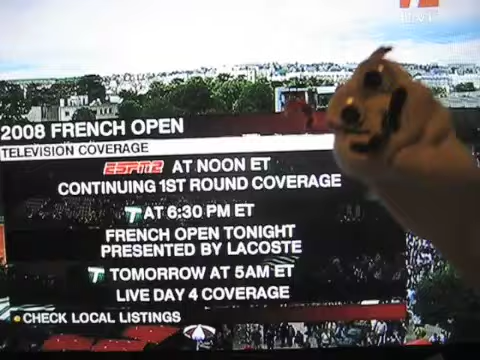 2008 FRENCH OPEN
TELEVISION COVERAGE
ESPN2 AT NOON ET
CONTINUING 1ST ROUND COVERAGE
T AT 6:30 PM ET
FRENCH OPEN TONIGHT
PRESENTED BY LACOSTE
T TOMORROW AT 5AM ET
LIVE DAY 4 COVERAGE
CHECK LOCAL LISTINGS